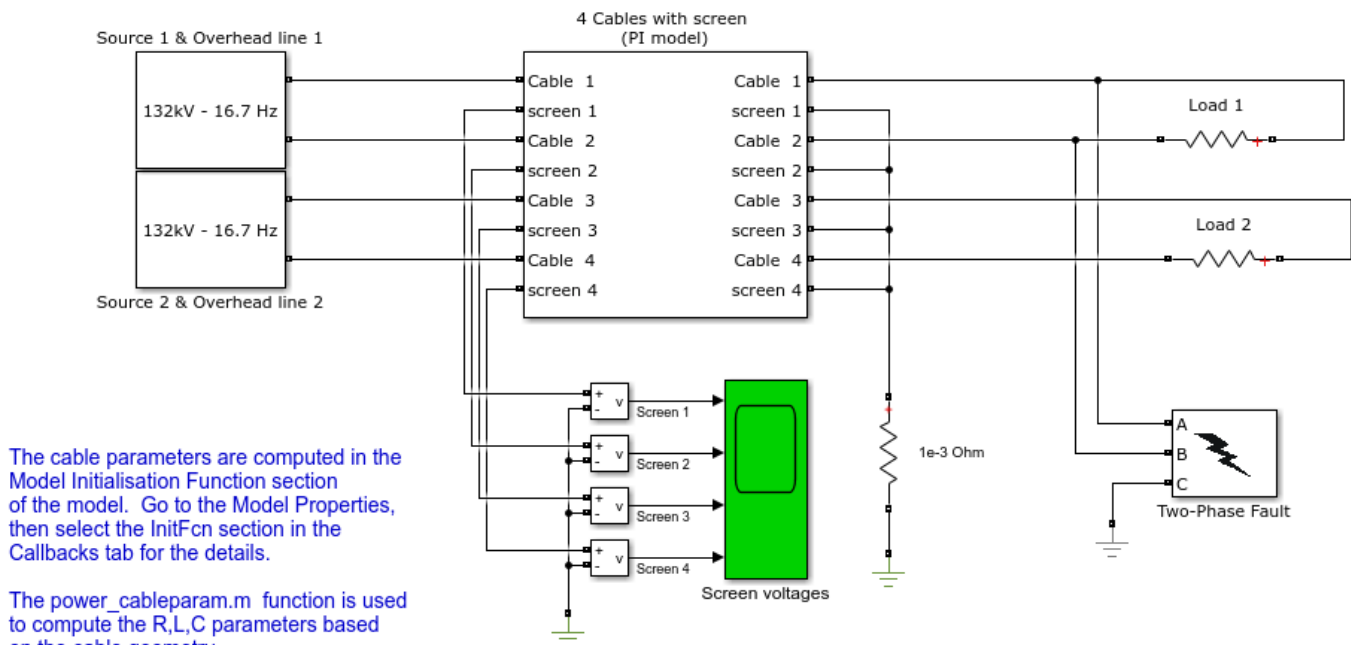 4 Cables with screen
(PI model)
Source 1 & Overhead line 1
132kV - 16.7 Hz
132kV - 16.7 Hz
Source 2 & Overhead line 2
Cable 1
screen 1
Cable 2
screen 2
Cable 3
screen 3
Cable 4
screen 4
Cable 1
screen 1
Cable 2
screen 2
Cable 3
screen 3
Cable 4
screen 4
Load 1
Load 2
+
-
v
Screen 1
+
-
v
Screen 2
+
-
v
Screen 3
+
-
v
Screen 4
Screen voltages
+
1e-3 Ohm
+
+
A
B
C
Two-Phase Fault
The cable parameters are computed in the
Model Initialisation Function section
of the model. Go to the Model Properties,
then select the InitFcn section in the
Callbacks tab for the details.
The power_cableparam.m function is used
to compute the R,L,C parameters based
on the cable geometry